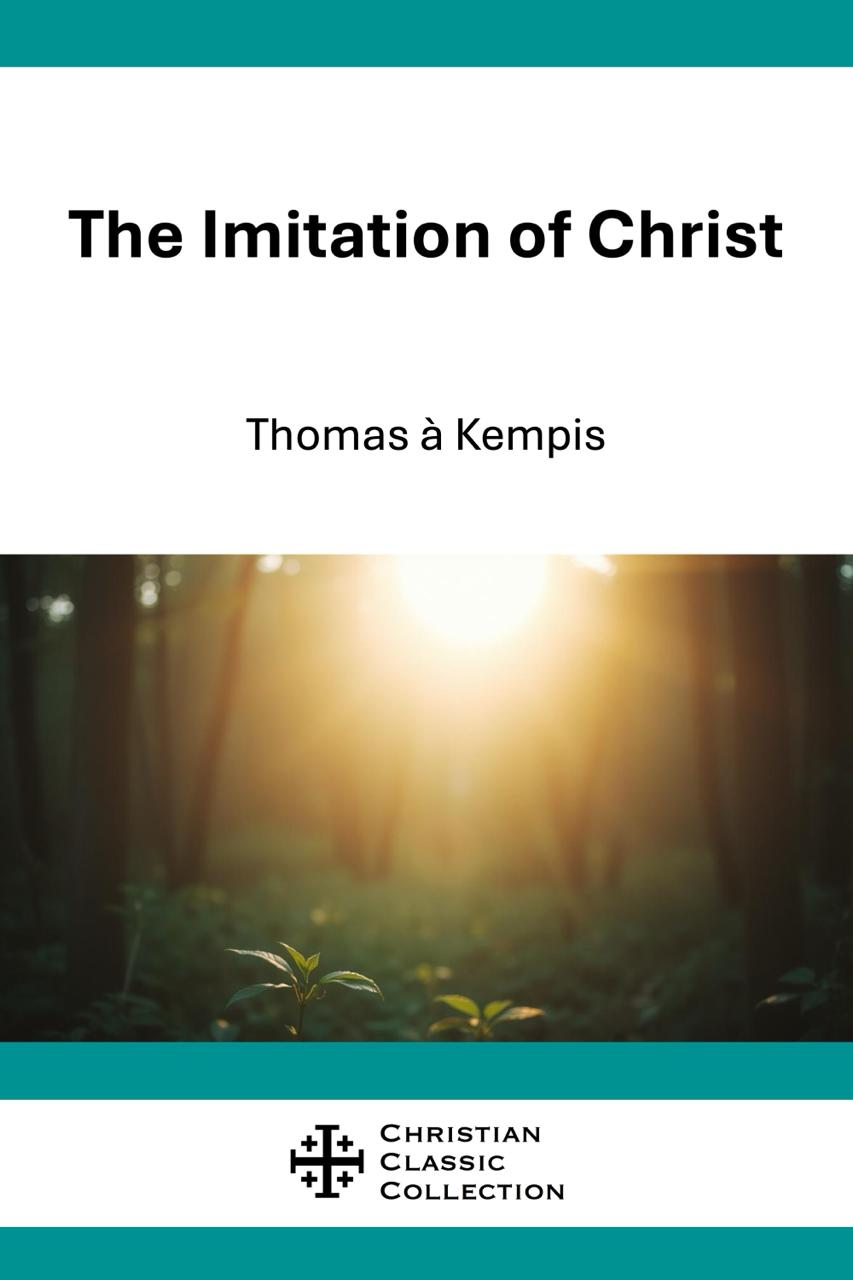 The Imitation of Christ
Thomas à Kempis
CHRISTIAN
CLASSIC
COLLECTION